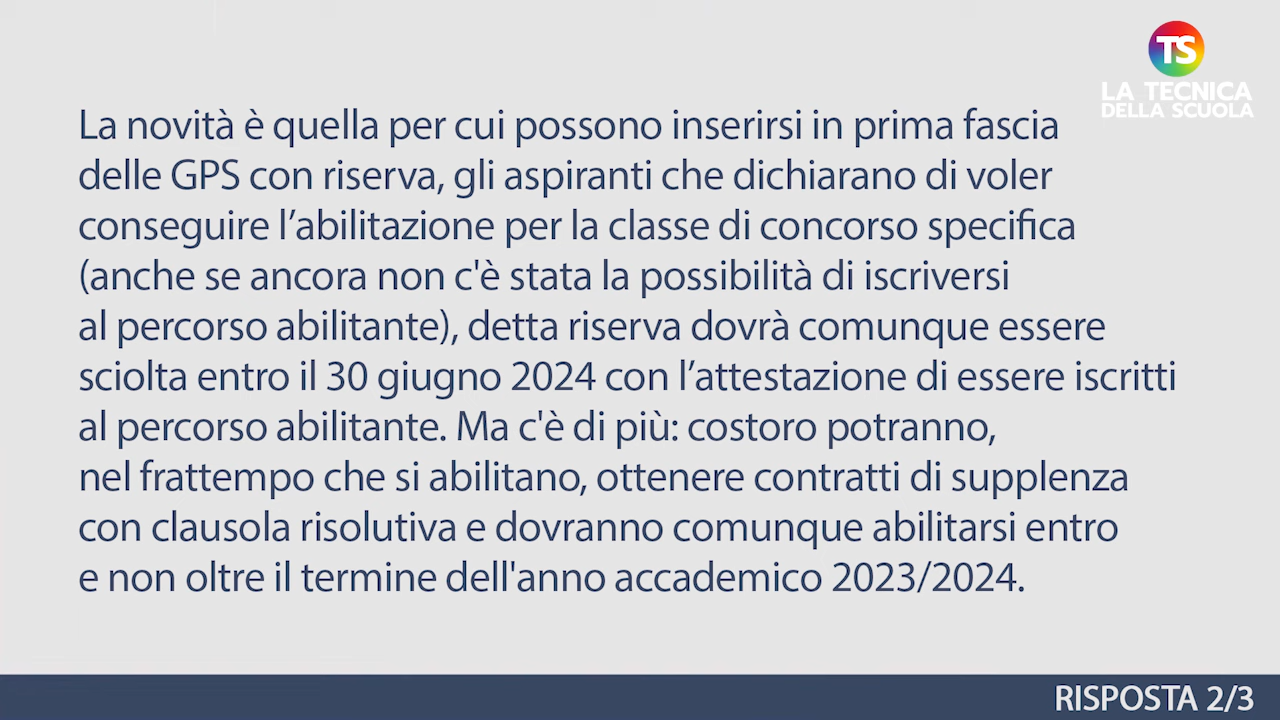 TS
LA TECNICA
DELLA SCUOLA
La novità è quella per cui possono inserirsi in prima fascia
delle GPS con riserva, gli aspiranti che dichiarano di voler
conseguire l’abilitazione per la classe di concorso specifica
(anche se ancora non c'è stata la possibilità di iscriversi
al percorso abilitante), detta riserva dovrà comunque essere
sciolta entro il 30 giugno 2024 con l’attestazione di essere iscritti
al percorso abilitante. Ma c'è di più: costoro potranno,
nel frattempo che si abilitano, ottenere contratti di supplenza
con clausola risolutiva e dovranno comunque abilitarsi entro
e non oltre il termine dell'anno accademico 2023/2024.
RISPOSTA 2/3